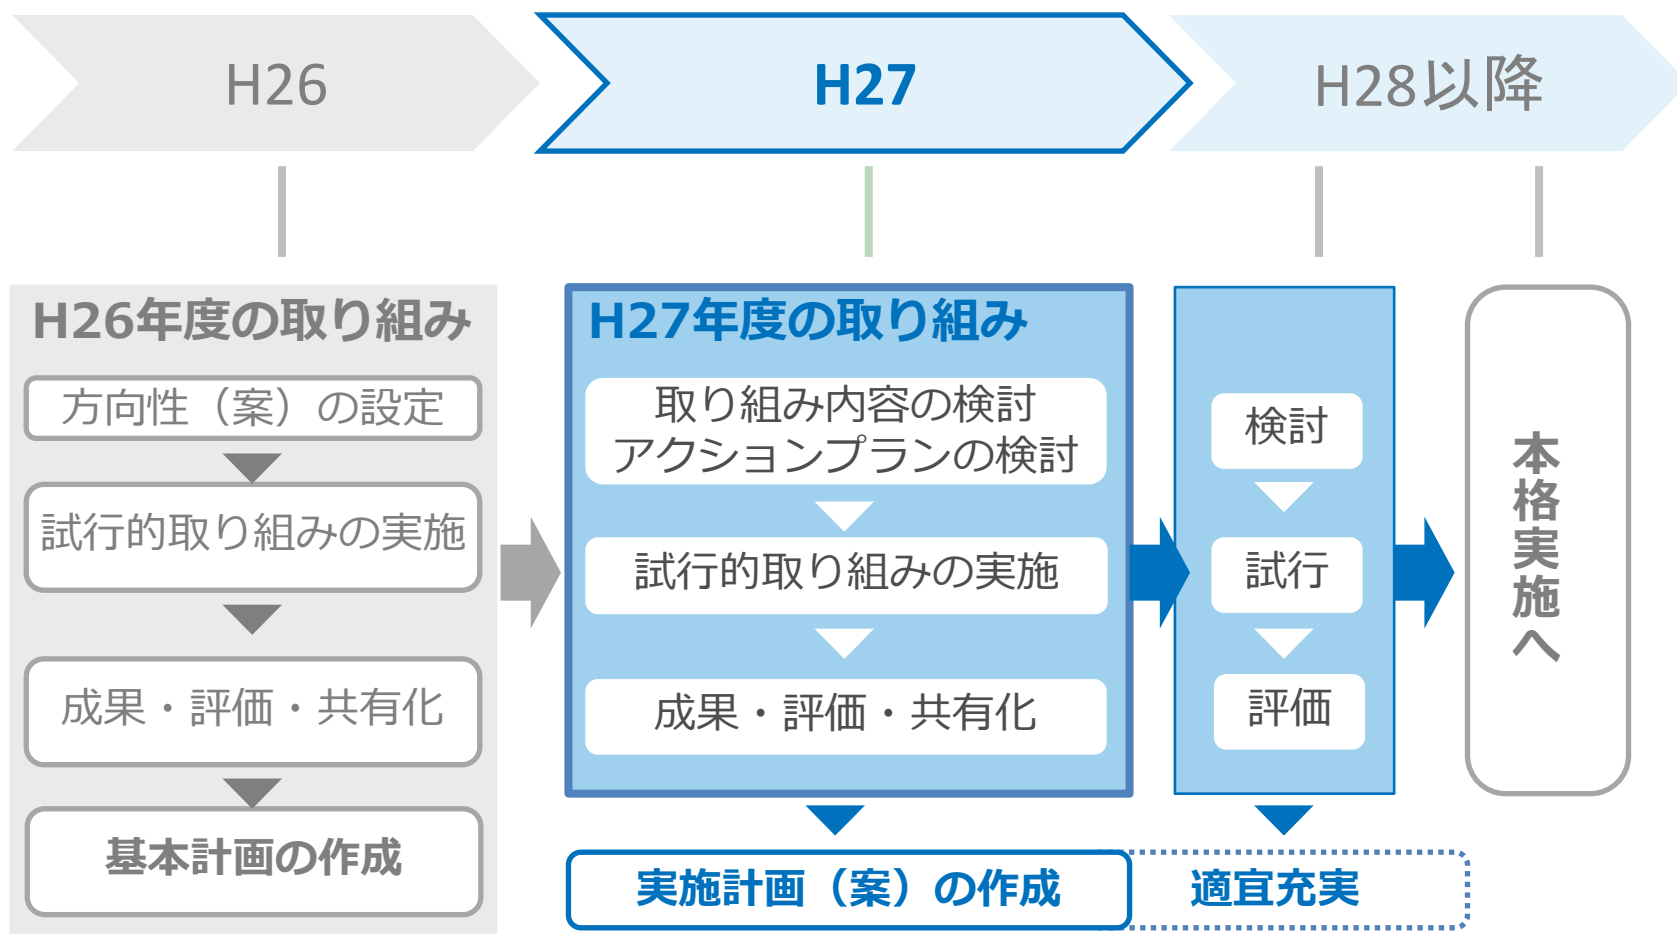 H26
H27
H28以降
H26年度の取り組み
方向性（案）の設定
試行的取り組みの実施
成果・評価・共有化
基本計画の作成
H27年度の取り組み
取り組み内容の検討
アクションプランの検討
試行的取り組みの実施
成果・評価・共有化
実施計画（案）の作成
検討
試行
評価
適宜充実
本格実施へ